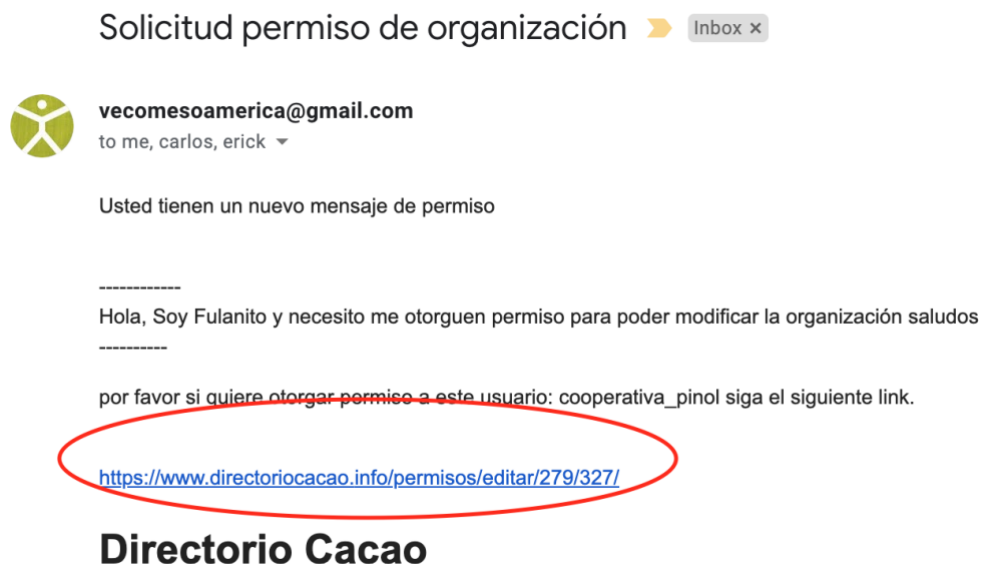 Solicitud permiso de organización Inbox ×
vecomesoamerica@gmail.com
to me, carlos, erick
Usted tienen un nuevo mensaje de permiso
------------
Hola, Soy Fulanito y necesito me otorguen permiso para poder modificar la organización saludos
----------
por favor si quiere otorgar permiso a este usuario: cooperativa_pinol siga el siguiente link.
https://www.directoriocacao.info/permisos/editar/279/327/
Directorio Cacao